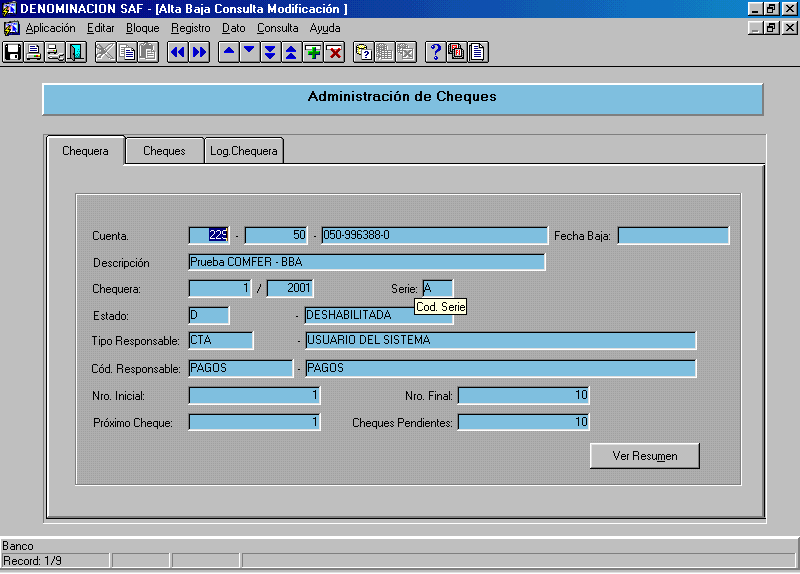 DENOMINACION SAF - [Alta Baja Consulta Modificación ]
Aplicación Editar Bloque Registro Dato Consulta Ayuda
Administración de Cheques
Chequera Cheques Log.Chequera
Cuenta. 229 - 50 - 050-996388-0 Fecha Baja:
Descripción Prueba COMFER - BBA
Chequera: 1 / 2001 Serie: A
Cod. Serie
Estado: D - DESHABILITADA
Tipo Responsable: CTA - USUARIO DEL SISTEMA
Cód. Responsable: PAGOS - PAGOS
Nro. Inicial: 1 Nro. Final: 10
Próximo Cheque: 1 Cheques Pendientes: 10
Ver Resumen
Banco
Record: 1/9